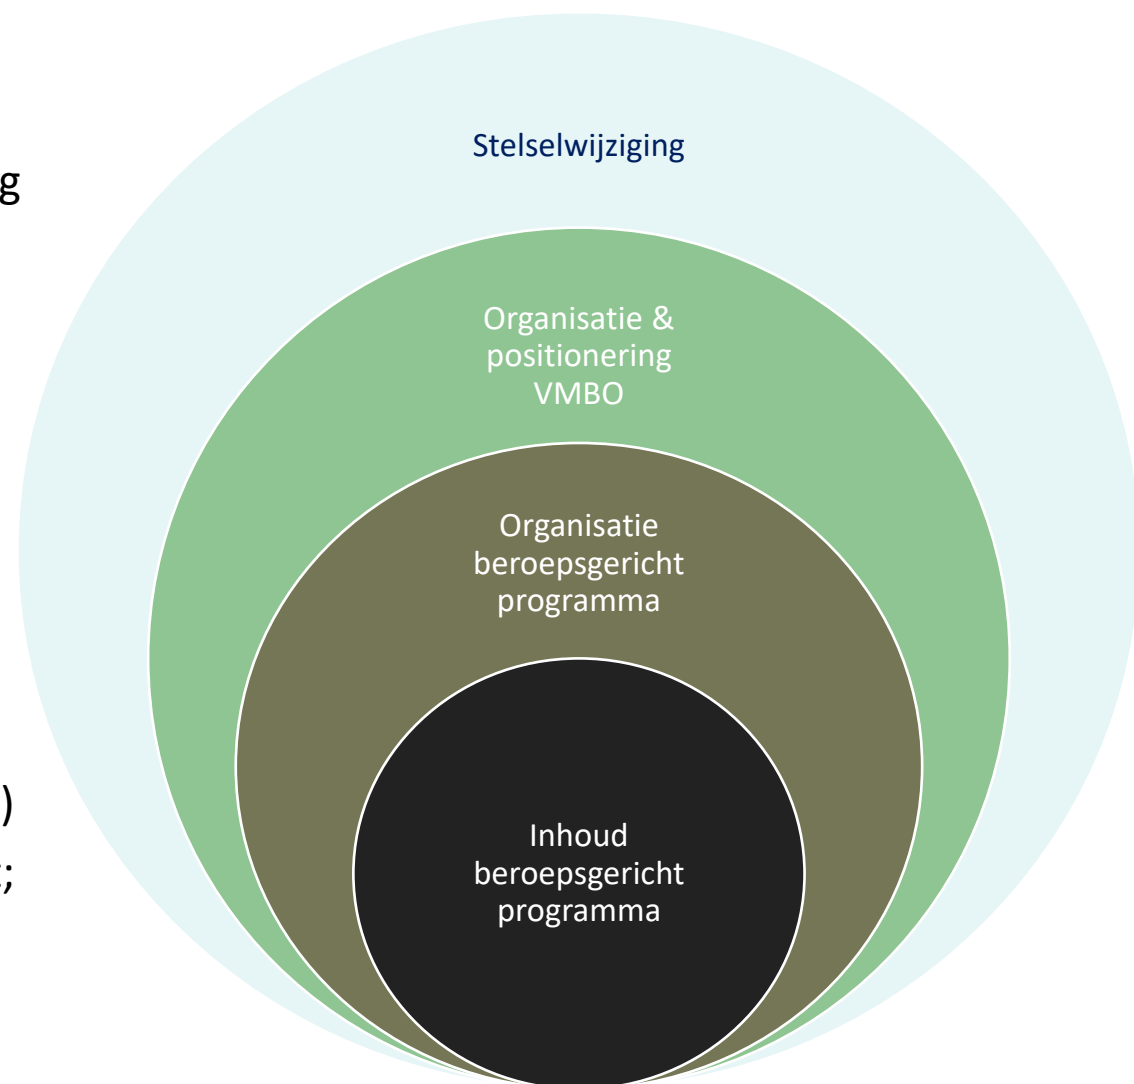 Stelselwijziging
g
Organisatie &
positionering
VMBO
Organisatie
beroepsgericht
programma
)
;
Inhoud
beroepsgericht
programma